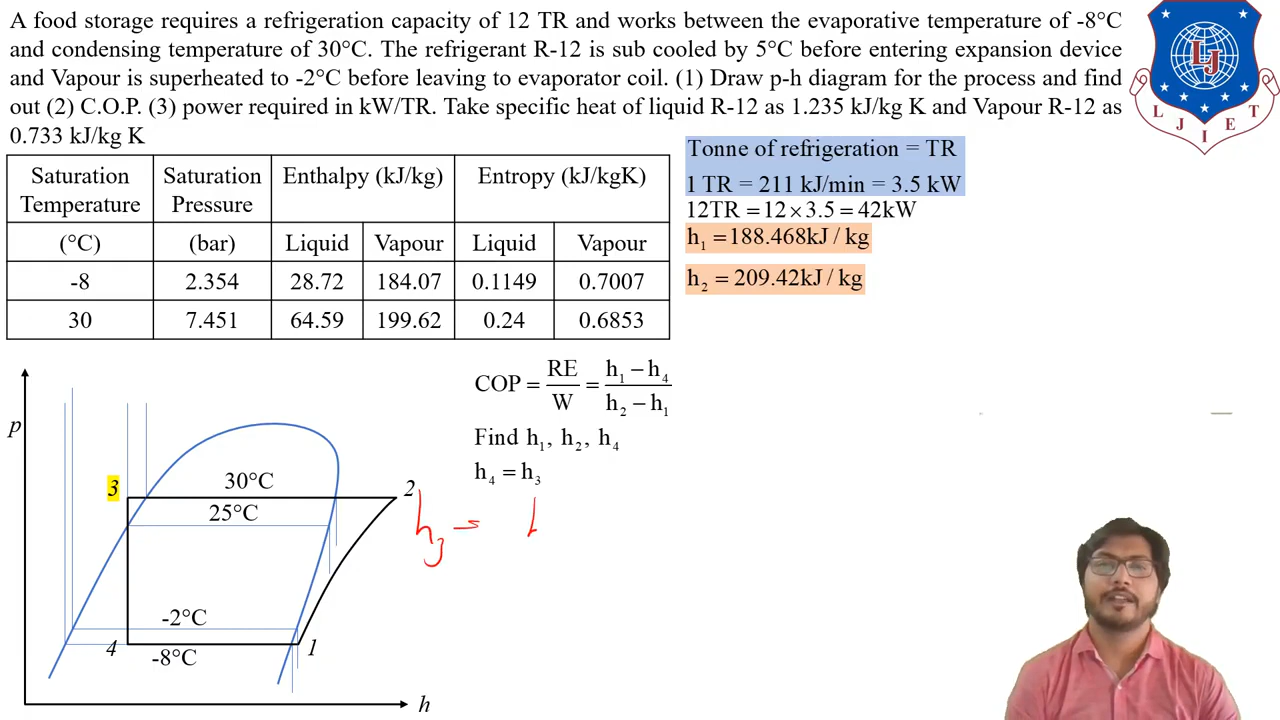 A food storage requires a refrigeration capacity of 12 TR and works between the evaporative temperature of -8°C
and condensing temperature of 30°C. The refrigerant R-12 is sub cooled by 5°C before entering expansion device
and Vapour is superheated to -2°C before leaving to evaporator coil. (1) Draw p-h diagram for the process and find
out (2) C.O.P. (3) power required in kW/TR. Take specific heat of liquid R-12 as 1.235 kJ/kg K and Vapour R-12 as
0.733 kJ/kg K
LJ
L J I E T
Tonne of refrigeration = TR
1 TR = 211 kJ/min = 3.5 kW
12TR = 12 × 3.5 = 42kW
h₁ = 188.468kJ / kg
h₂ = 209.42kJ / kg
Saturation Temperature Saturation Pressure Enthalpy (kJ/kg) Entropy (kJ/kgK)
(°C) (bar) Liquid Vapour Liquid Vapour
-8 2.354 28.72 184.07 0.1149 0.7007
30 7.451 64.59 199.62 0.24 0.6853
COP = RE/W = (h₁ − h₄)/(h₂ − h₁)
Find h₁, h₂, h₄
h₄ = h₃
h₃ =
p
3
30°C
2
25°C
-2°C
4
-8°C
1
h